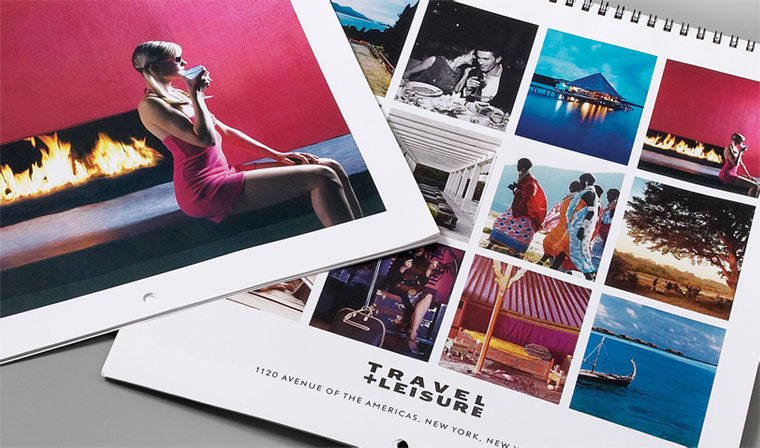 TRAVEL
+LEISURE
1120 AVENUE OF THE AMERICAS, NEW YORK, NEW